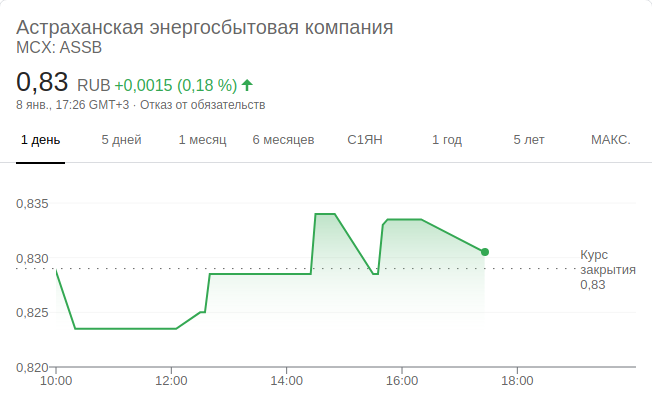 Астраханская энергосбытовая компания
MCX: ASSB
0,83 RUB +0,0015 (0,18 %)
8 янв., 17:26 GMT+3 · Отказ от обязательств
1 день 5 дней 1 месяц 6 месяцев С1ЯН 1 год 5 лет МАКС.
0,835
0,830
0,825
0,820
Курс
закрытия
0,83
10:00 12:00 14:00 16:00 18:00